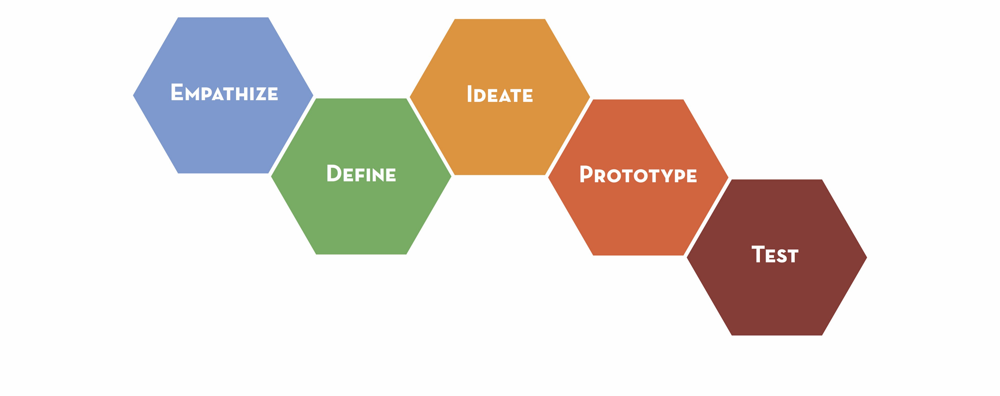 Empathize
Define
Ideate
Prototype
Test